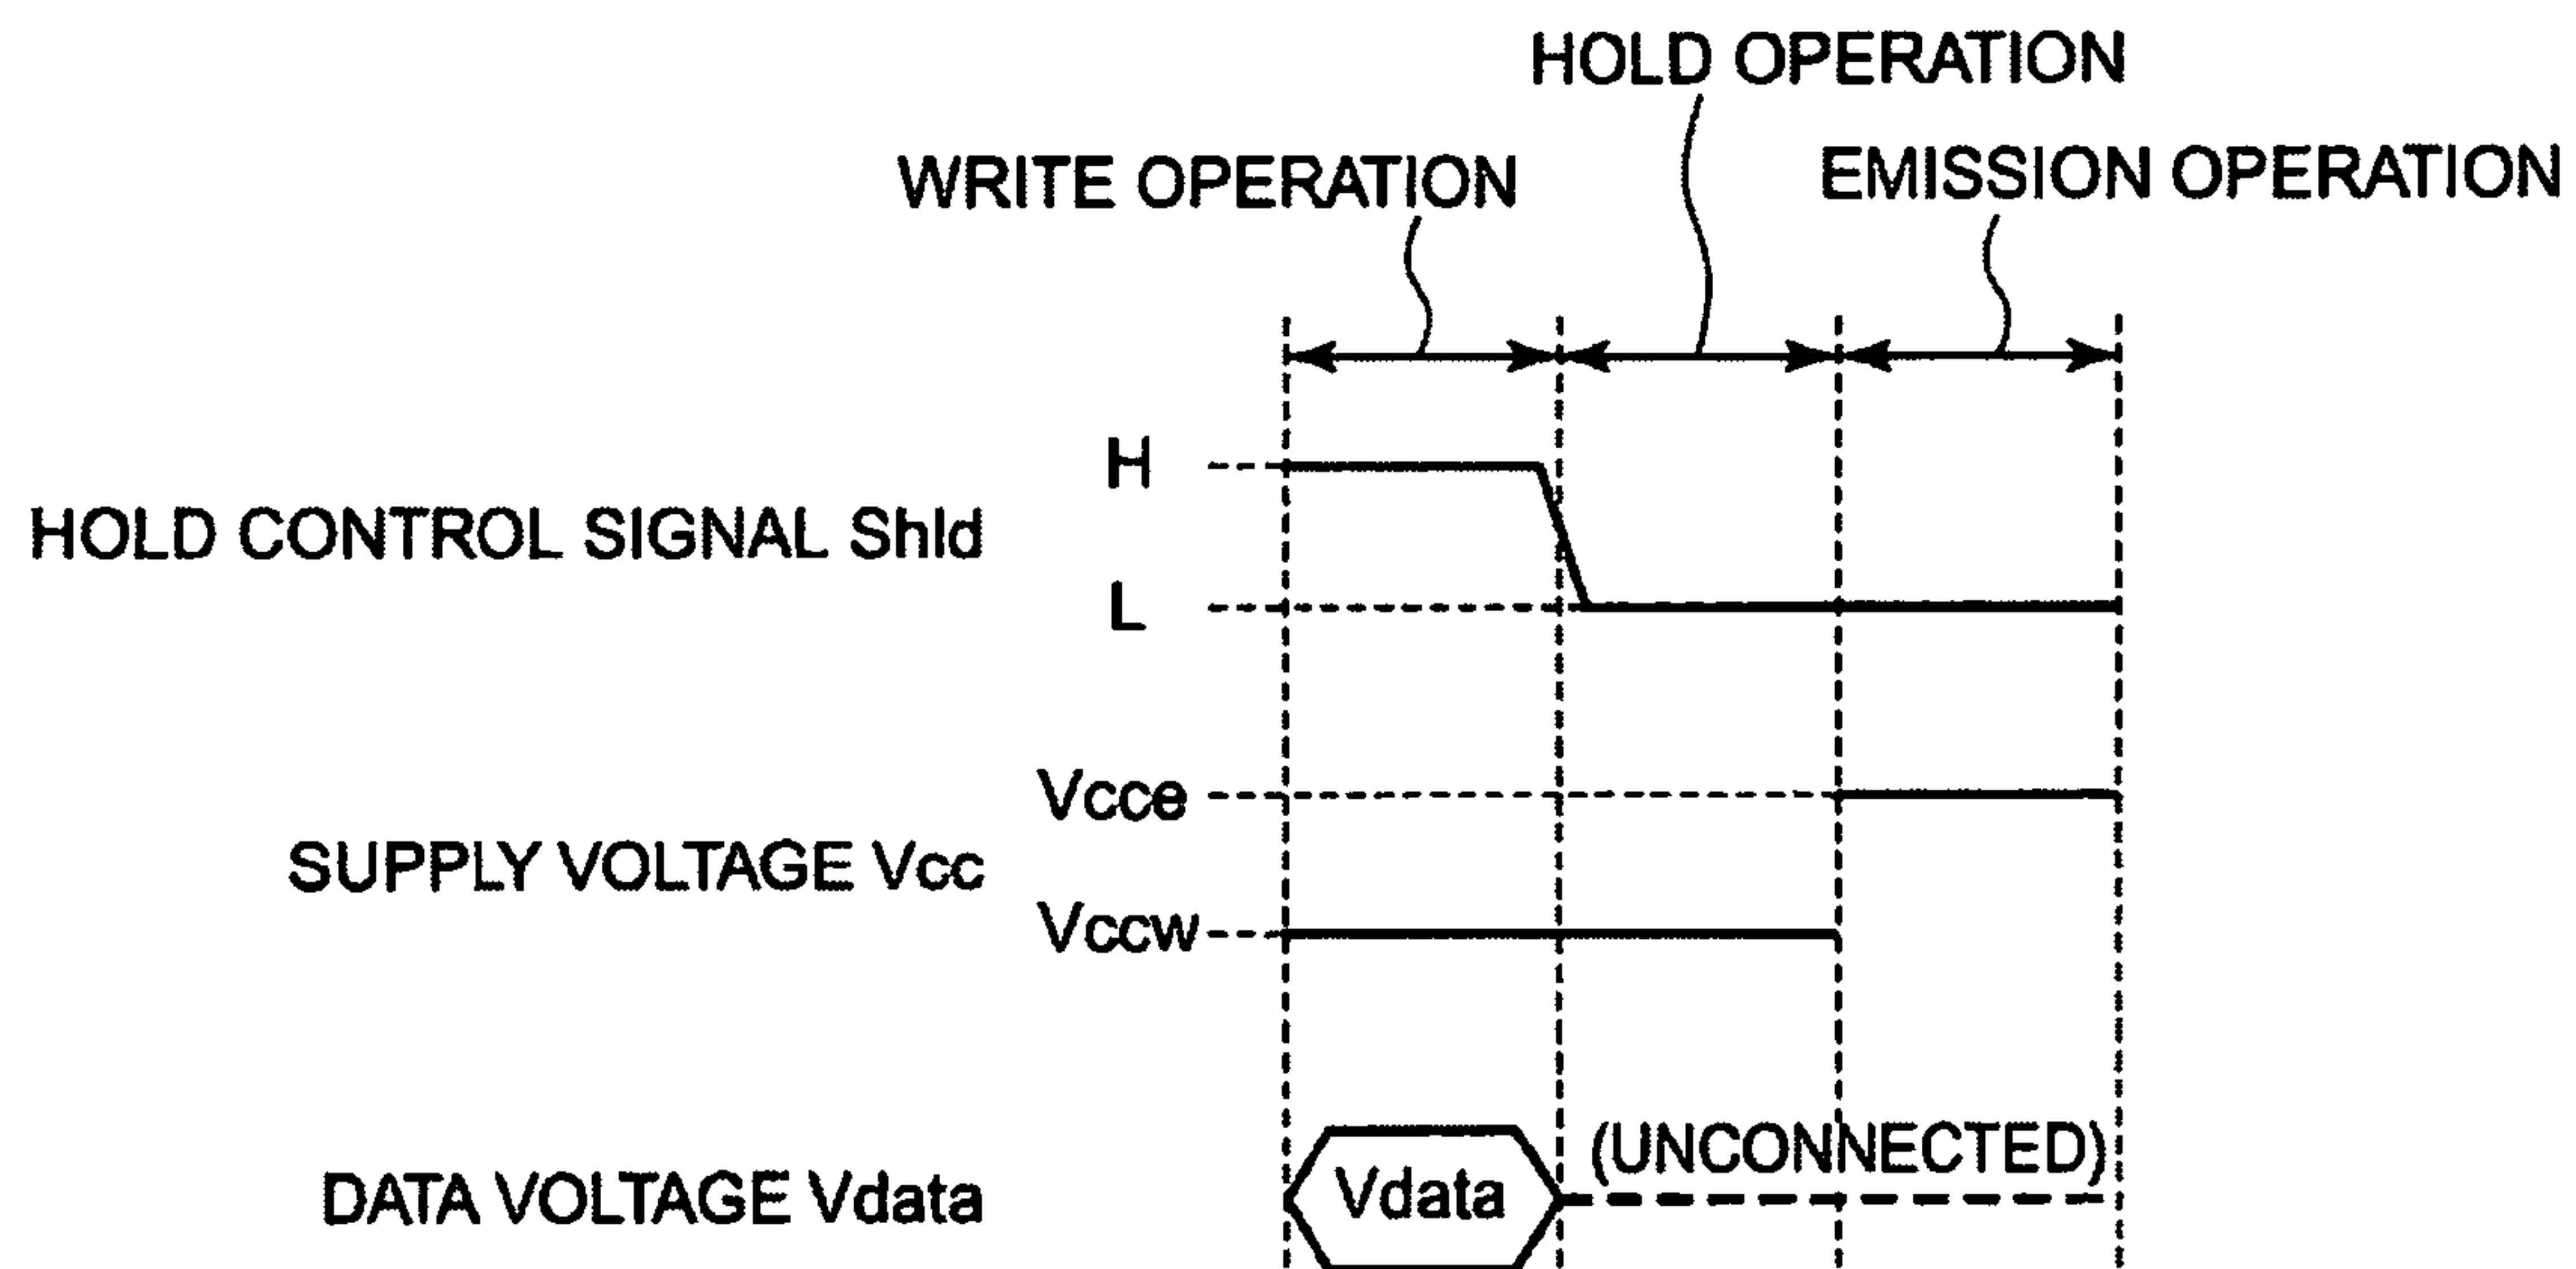 HOLD OPERATION
WRITE OPERATION
EMISSION OPERATION
H
HOLD CONTROL SIGNAL Shld
L
Vcce
SUPPLY VOLTAGE Vcc
Vccw
(UNCONNECTED)
DATA VOLTAGE Vdata
Vdata